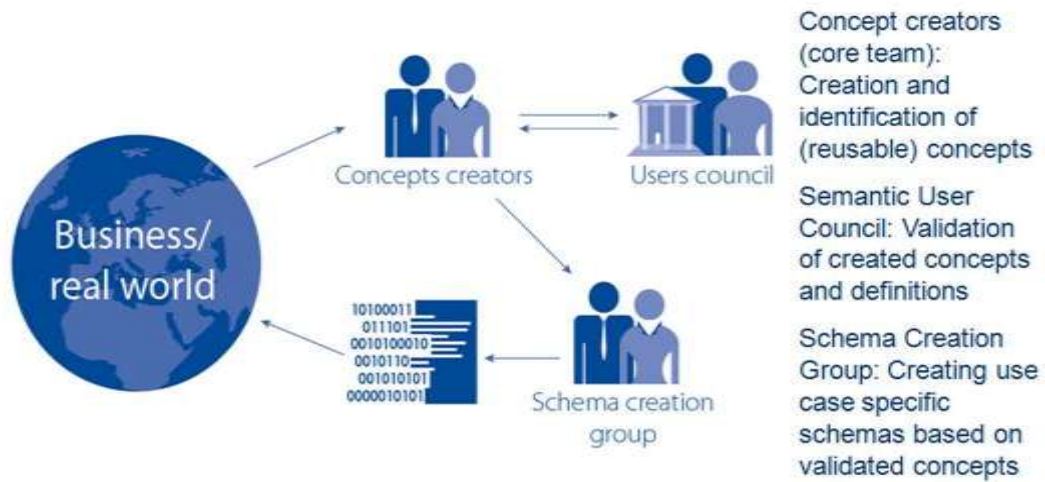 Business/
real world
Concepts creators
Users council
Schema creation
group
10100011
011101
0010100010
0010110
001010101
0000010101
Concept creators
(core team):
Creation and
identification of
(reusable) concepts
Semantic User
Council: Validation
of created concepts
and definitions
Schema Creation
Group: Creating use
case specific
schemas based on
validated concepts